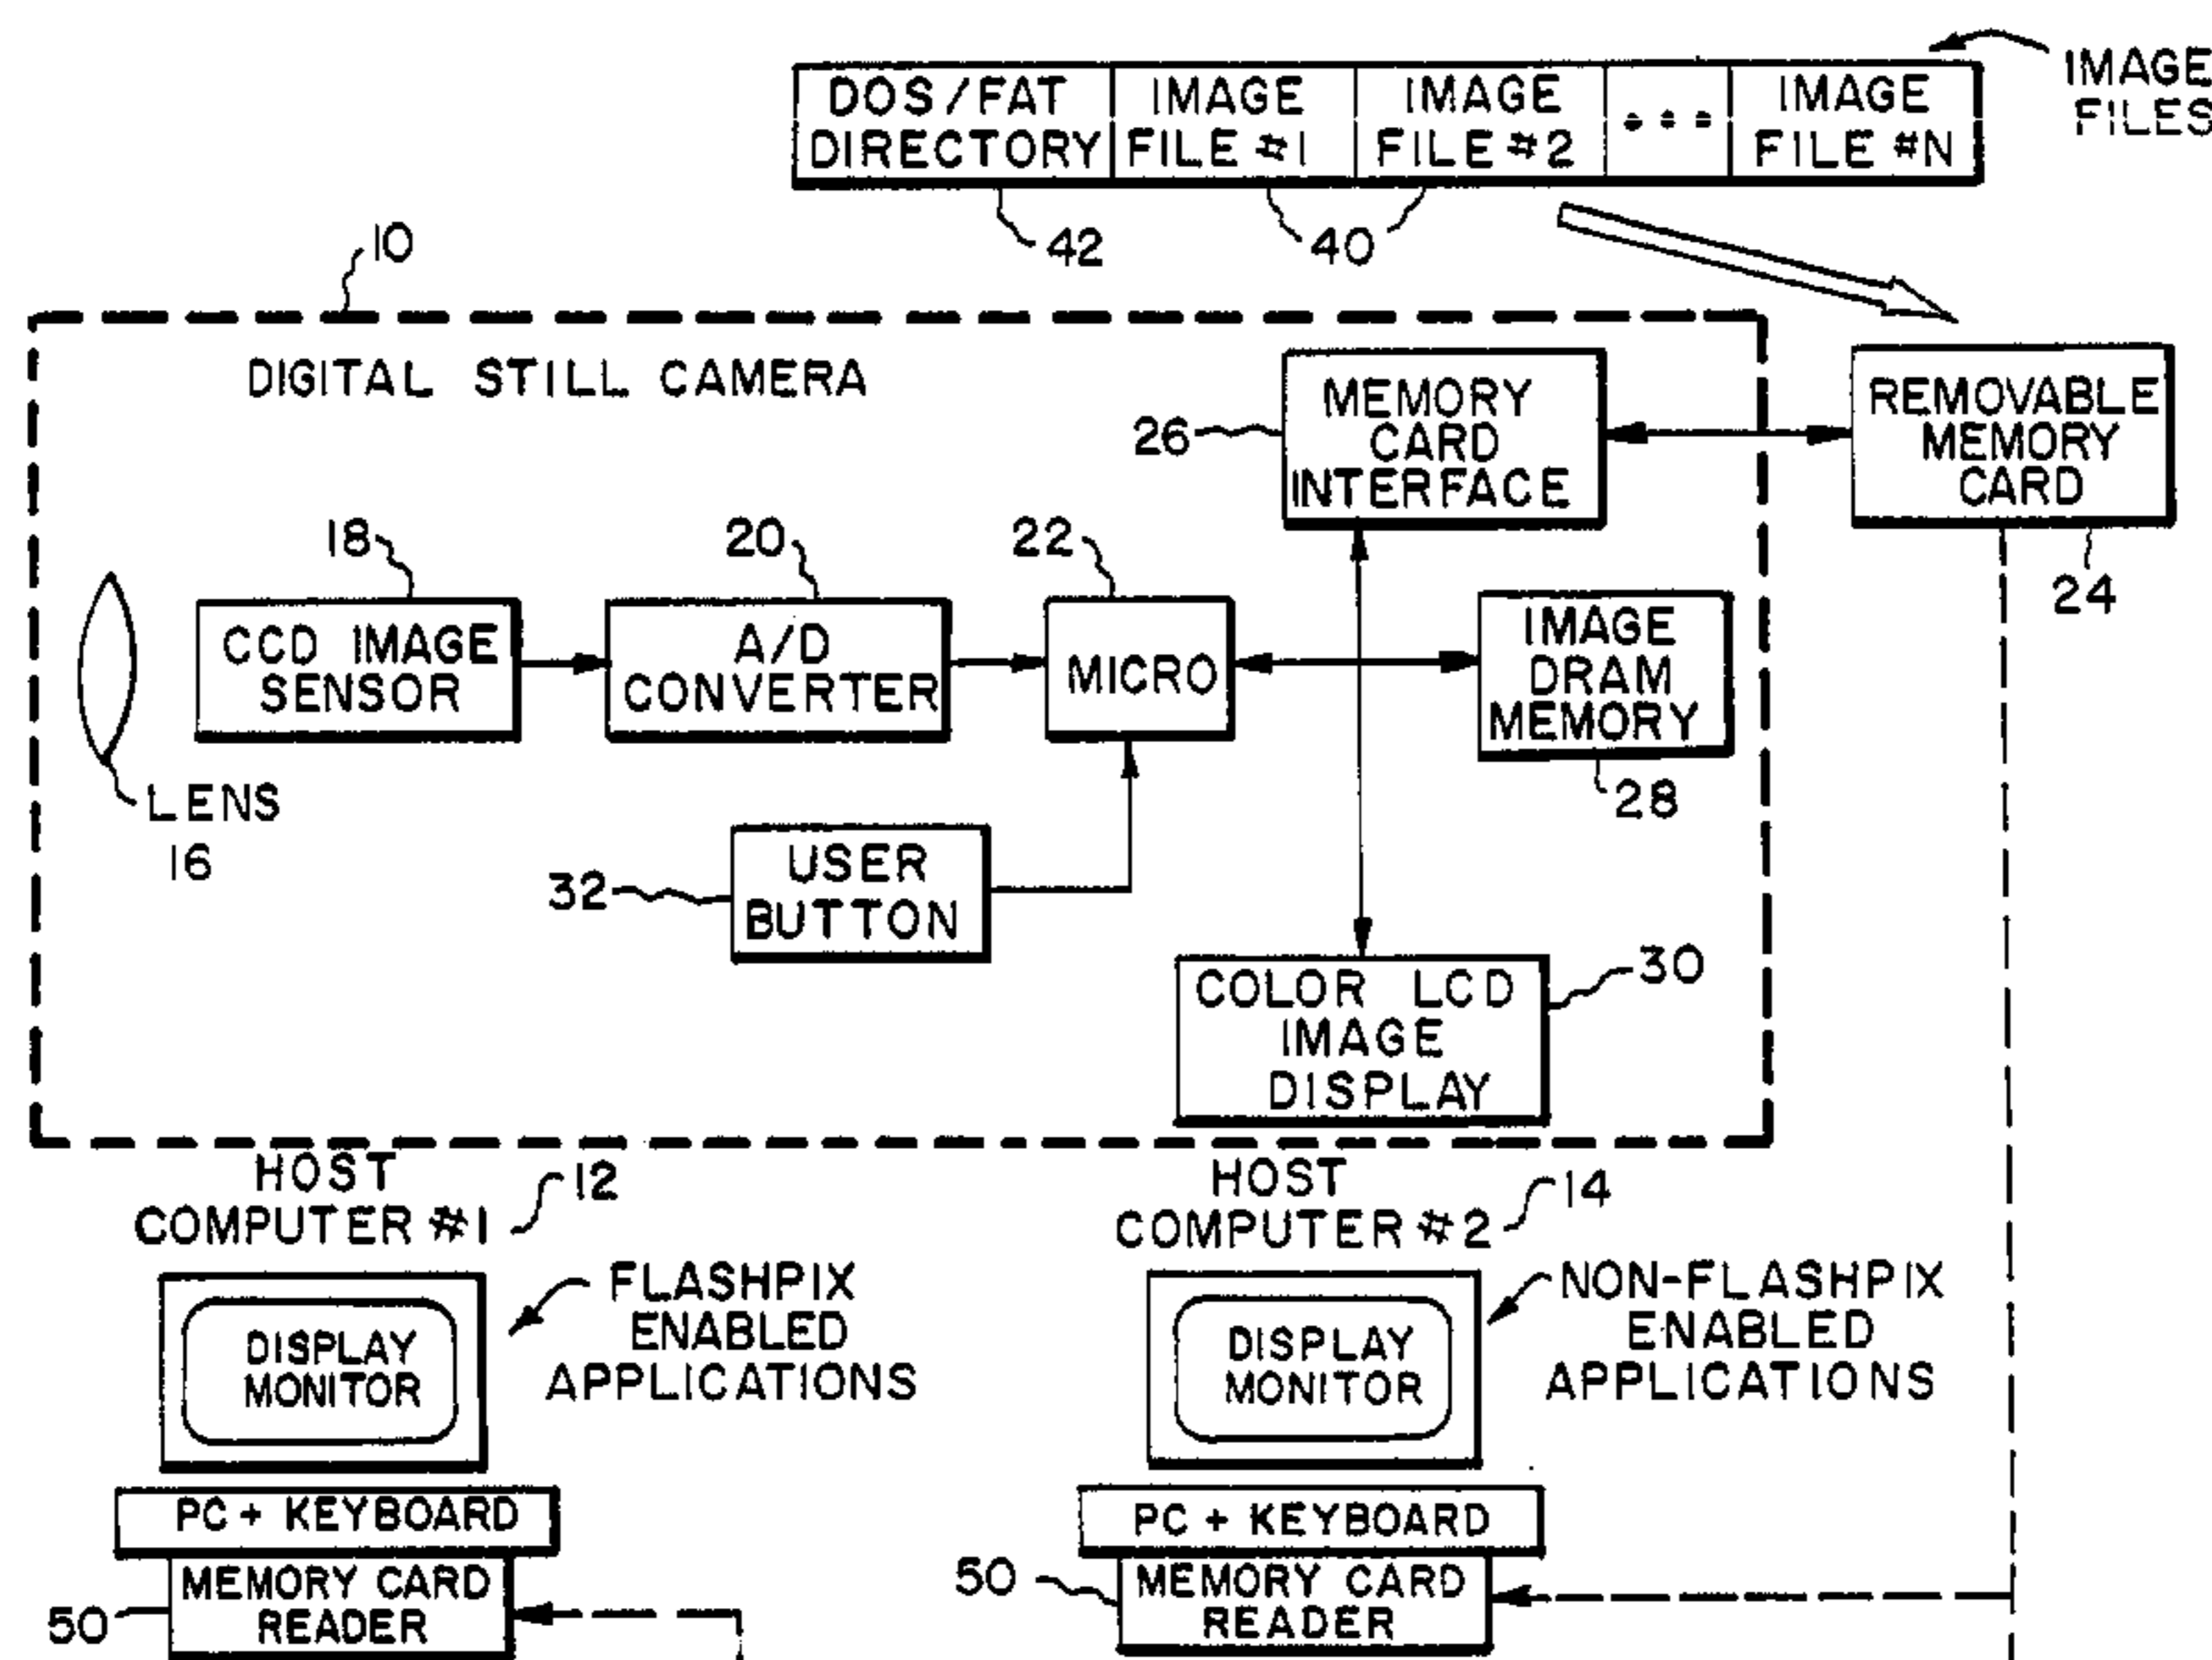 DOS/FAT DIRECTORY
IMAGE FILE #1
IMAGE FILE #2
•••
IMAGE FILE #N
IMAGE
FILES
42
40
10
DIGITAL STILL CAMERA
MEMORY
CARD
INTERFACE
26
REMOVABLE
MEMORY
CARD
24
18
CCD IMAGE
SENSOR
20
A/D
CONVERTER
22
MICRO
IMAGE
DRAM
MEMORY
28
LENS
16
32
USER
BUTTON
COLOR LCD
IMAGE
DISPLAY
30
HOST
COMPUTER #1
12
FLASHPIX
ENABLED
APPLICATIONS
DISPLAY
MONITOR
PC + KEYBOARD
MEMORY CARD
READER
50
HOST
COMPUTER #2
14
NON-FLASHPIX
ENABLED
APPLICATIONS
DISPLAY
MONITOR
PC + KEYBOARD
50
MEMORY CARD
READER